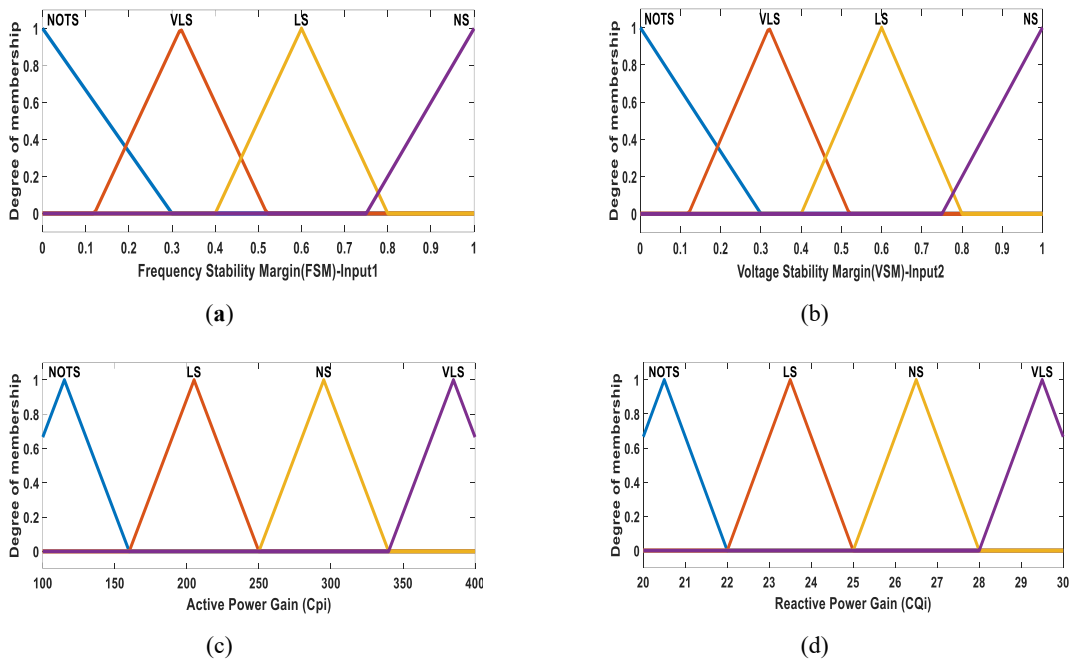 NOTS VLS LS NS
Degree of membership
1
0.8
0.6
0.4
0.2
0
0 0.1 0.2 0.3 0.4 0.5 0.6 0.7 0.8 0.9 1
Frequency Stability Margin(FSM)-Input1
(a)
NOTS VLS LS NS
Degree of membership
1
0.8
0.6
0.4
0.2
0
0 0.1 0.2 0.3 0.4 0.5 0.6 0.7 0.8 0.9 1
Voltage Stability Margin(VSM)-Input2
(b)
NOTS LS NS VLS
Degree of membership
1
0.8
0.6
0.4
0.2
0
100 150 200 250 300 350 400
Active Power Gain (Cpi)
(c)
NOTS LS NS VLS
Degree of membership
1
0.8
0.6
0.4
0.2
0
20 21 22 23 24 25 26 27 28 29 30
Reactive Power Gain (CQi)
(d)